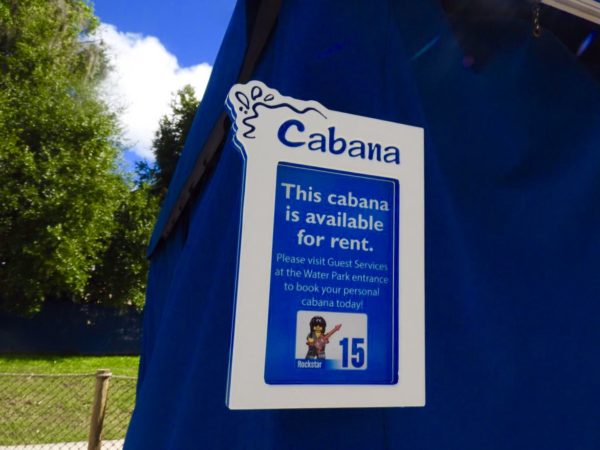 Cabana
This cabana
is available
for rent.
Please visit Guest Services
at the Water Park entrance
to book your personal
cabana today!
Rockstar
15